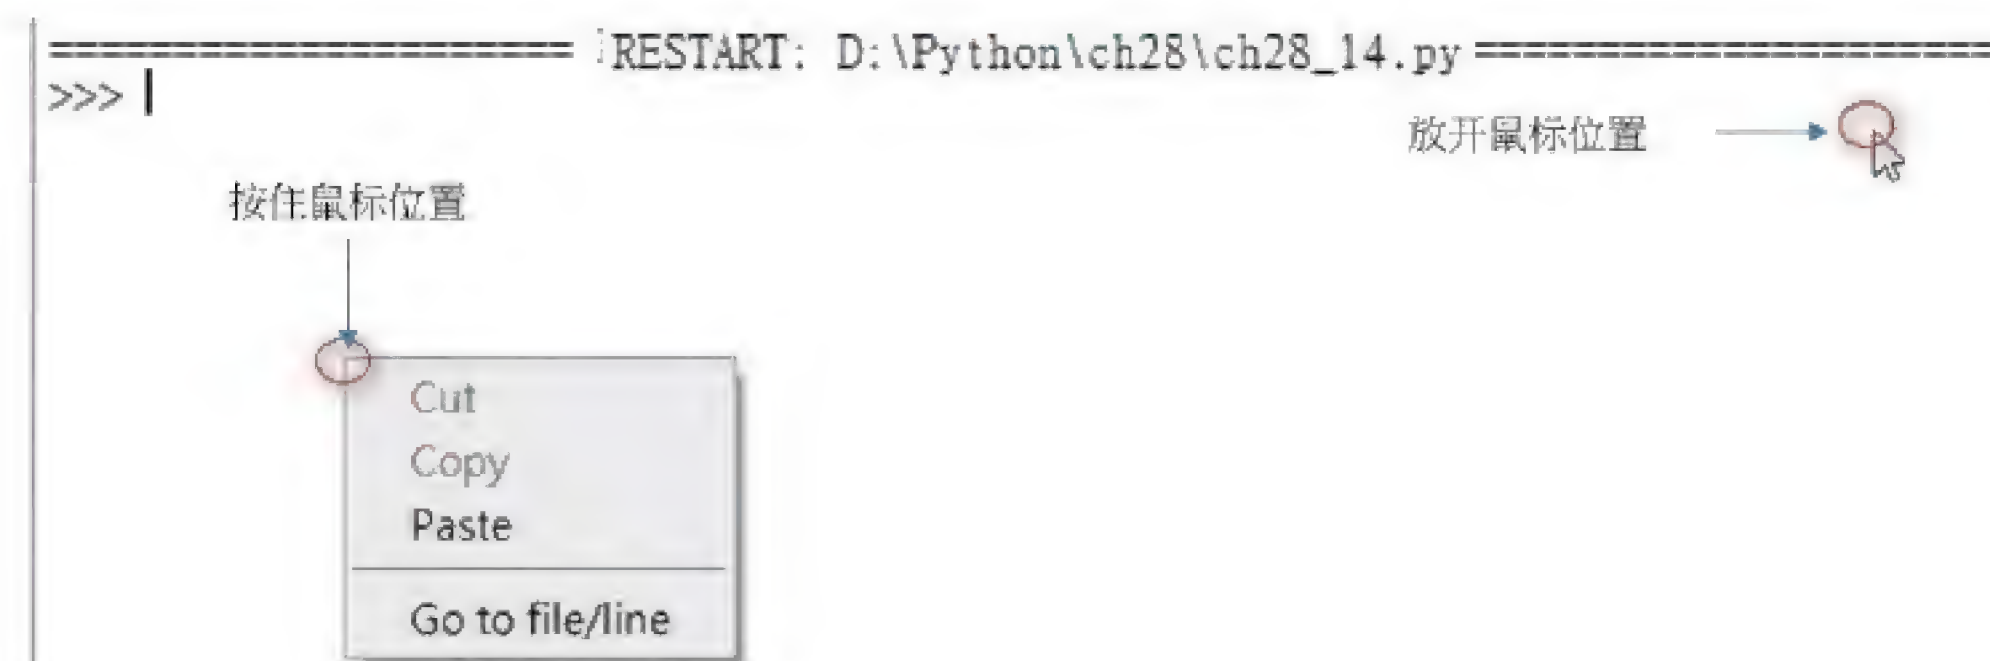 ==================== RESTART: D:\Python\ch28\ch28_14.py ====================
>>>
放开鼠标位置
按住鼠标位置
Cut
Copy
Paste
Go to file/line